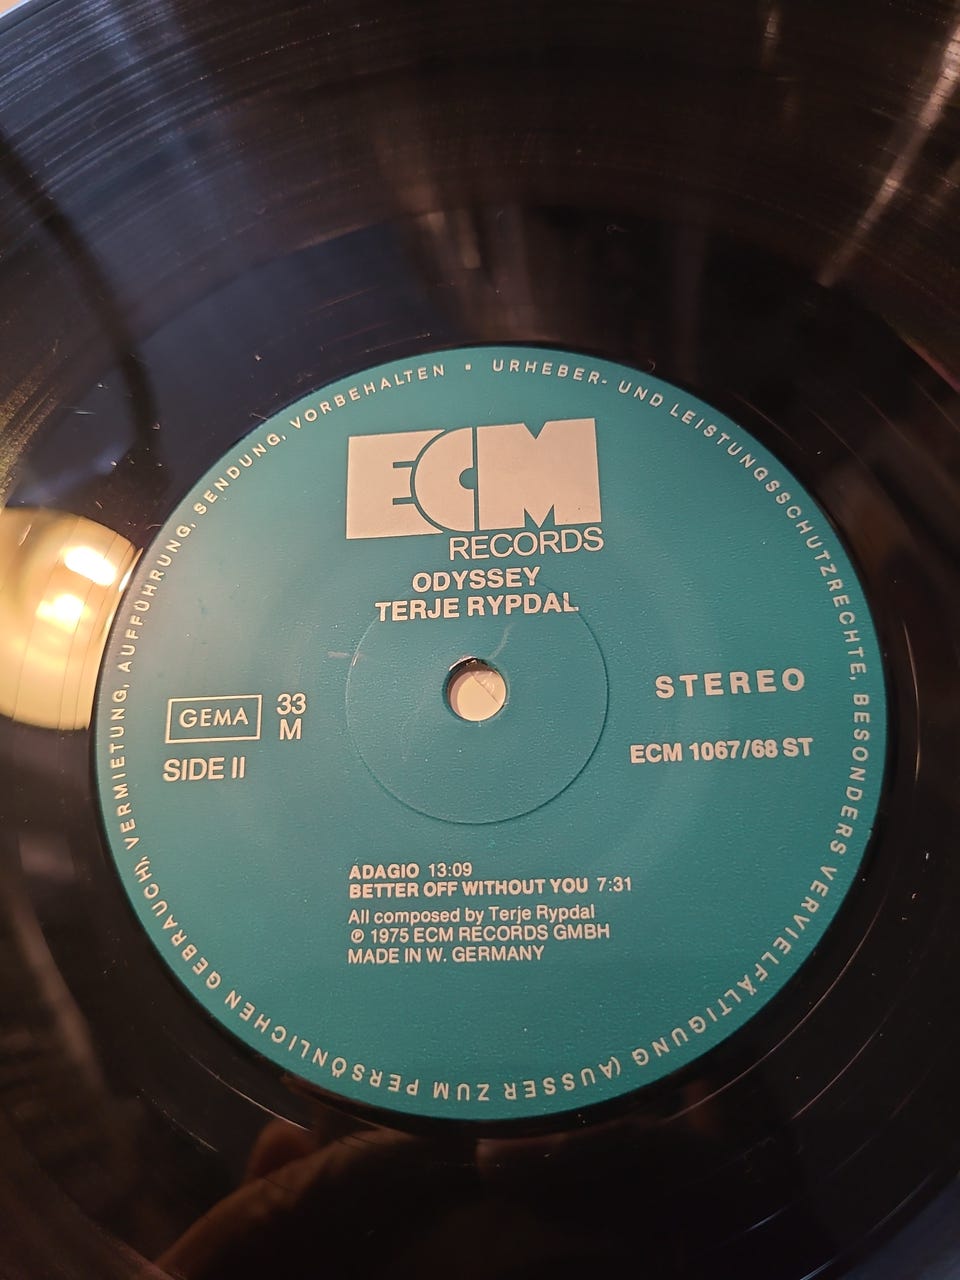 URHEBER- UND LEISTUNGSSCHUTZRECHTE, BESONDERS VERVIELFÄLTIGUNG (AUSSER ZUM PERSÖNLICHEN GEBRAUCH), VERMIETUNG, AUFFÜHRUNG, SENDUNG, VORBEHALTEN •
ECM
RECORDS
ODYSSEY
TERJE RYPDAL
GEMA
33
M
SIDE II
STEREO
ECM 1067/68 ST
ADAGIO 13:09
BETTER OFF WITHOUT YOU 7:31
All composed by Terje Rypdal
℗ 1975 ECM RECORDS GMBH
MADE IN W. GERMANY